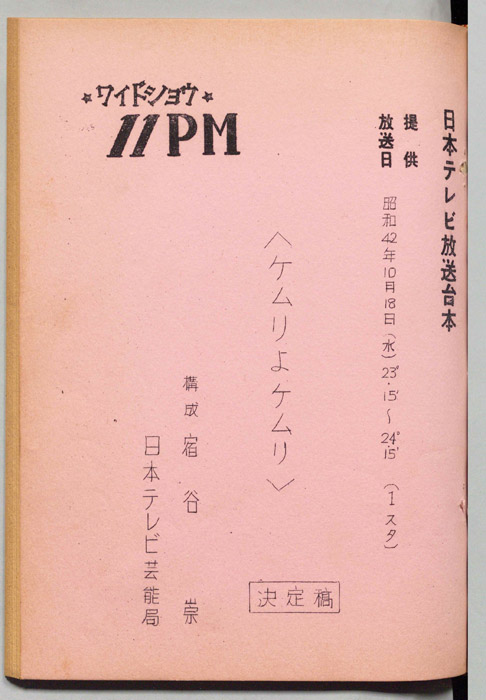 日本テレビ放送台本
提供
放送日 昭和42年10月18日(水)23°・15'〜24°15' (1スタ)
☆ワイドショウ☆
11PM
〈ケムリよケムリ〉
決定稿
構成 宿谷 崇
日本テレビ芸能局